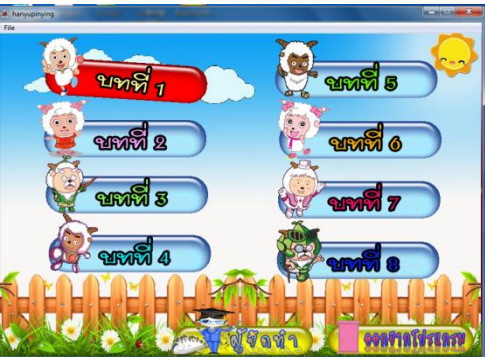 hanyupinying
File
บทที่ 1
บทที่ 2
บทที่ 3
บทที่ 4
บทที่ 5
บทที่ 6
บทที่ 7
บทที่ 8
ผู้จัดทำ
ออกจากโปรแกรม